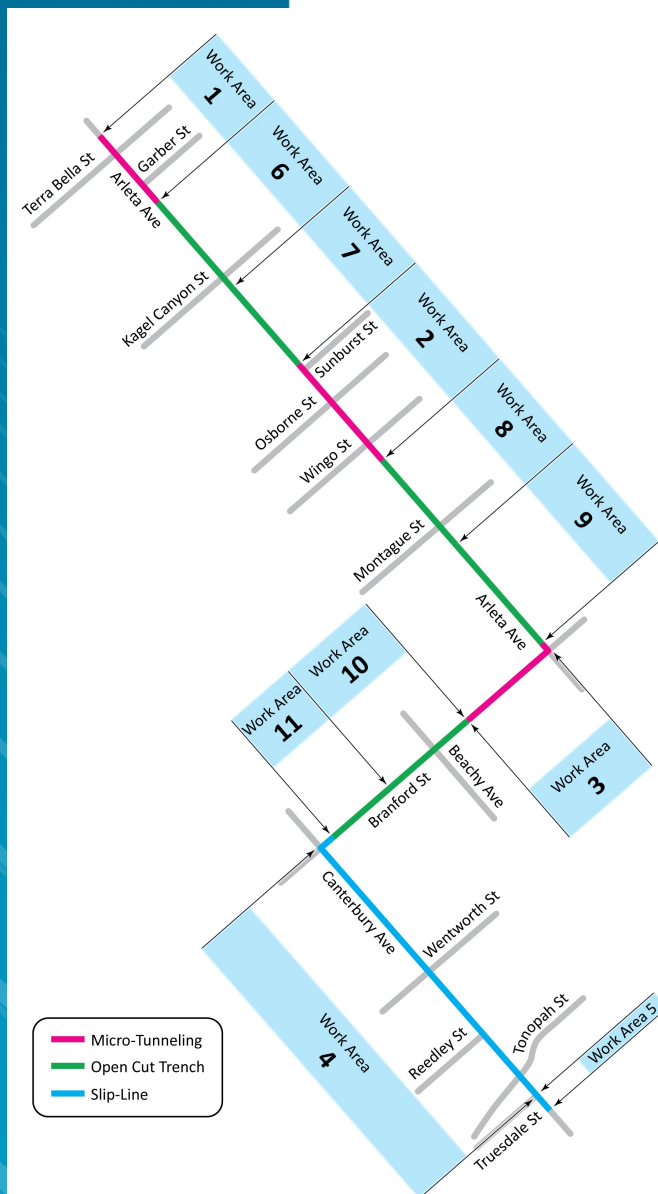 Work Area
1
Terra Bella St
Garber St
Arleta Ave
Work Area
6
Kagel Canyon St
Work Area
7
Sunburst St
Work Area
2
Osborne St
Wingo St
Work Area
8
Montague St
Work Area
9
Arleta Ave
Work Area
10
Work Area
11
Beachy Ave
Branford St
Work Area
3
Canterbury Ave
Wentworth St
Work Area
4
Reedley St
Tonopah St
Work Area 5
Truesdale St
Micro-Tunneling
Open Cut Trench
Slip-Line